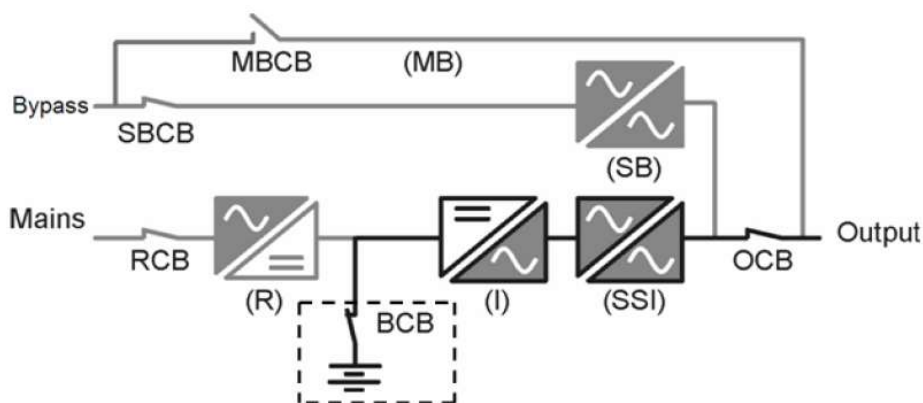 MBCB (MB)
Bypass
SBCB
(SB)
Mains
Output
RCB
OCB
(R)
(I)
(SSI)
BCB